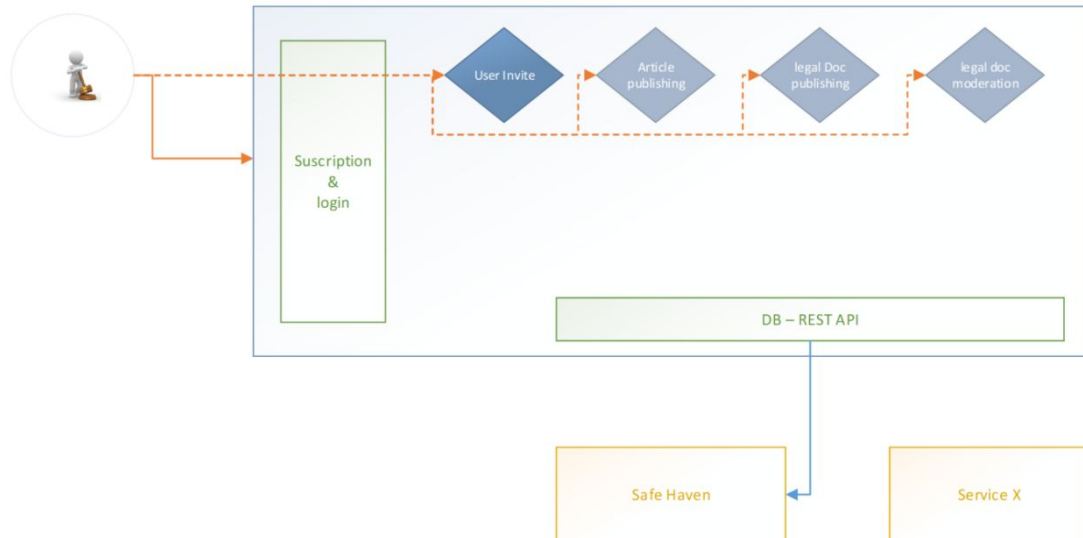 User Invite
Article
publishing
legal Doc
publishing
legal doc
moderation
Suscription
&
login
DB – REST API
Safe Haven
Service X